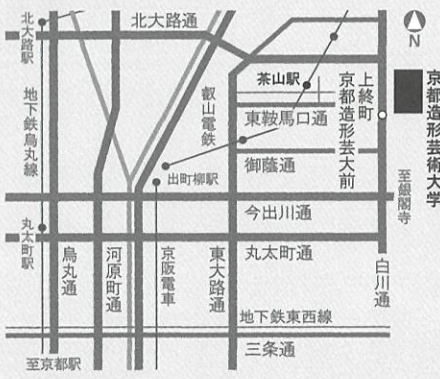 北大路通
北大路駅
N
茶山駅
上終町
京都造形芸大前
京都造形芸術大学
地下鉄烏丸線
叡山電鉄
東鞍馬口通
御蔭通
出町柳駅
至銀閣寺
今出川通
丸太町駅
丸太町通
烏丸通
河原町通
京阪電車
東大路通
白川通
地下鉄東西線
三条通
至京都駅